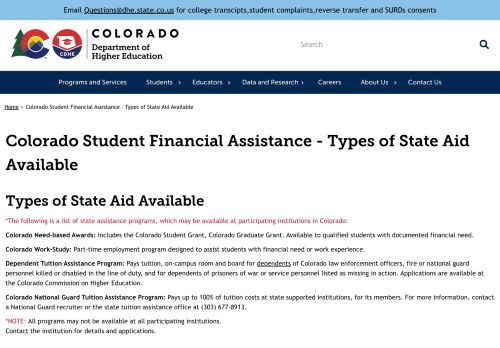 Email Questions@dhe.state.co.us for college transcipts,student complaints,reverse transfer and SURDs consents
C
CDHE
COLORADO
Department of
Higher Education
Search
Programs and Services Students › Educators › Data and Research › Careers About Us › Contact Us
Home > Colorado Student Financial Assistance - Types of State Aid Available
Colorado Student Financial Assistance - Types of State Aid
Available
Types of State Aid Available
*The following is a list of state assistance programs, which may be available at participating institutions in Colorado:
Colorado Need-based Awards: Includes the Colorado Student Grant, Colorado Graduate Grant. Available to qualified students with documented financial need.
Colorado Work-Study: Part-time employment program designed to assist students with financial need or work experience.
Dependent Tuition Assistance Program: Pays tuition, on-campus room and board for dependents of Colorado law enforcement officers, fire or national guard
personnel killed or disabled in the line of duty, and for dependents of prisoners of war or service personnel listed as missing in action. Applications are available at
the Colorado Commission on Higher Education.
Colorado National Guard Tuition Assistance Program: Pays up to 100% of tuition costs at state supported institutions, for its members. For more information, contact
a National Guard recruiter or the state tuition assistance office at (303) 677-8913.
*NOTE: All programs may not be available at all participating institutions.
Contact the institution for details and applications.